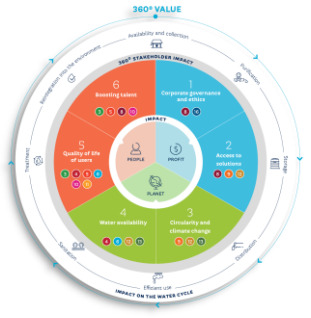 360º VALUE
Availability and collection
Reintegration into the environment
Purification
360º STAKEHOLDER IMPACT
6
Boosting talent
1
Corporate governance
and ethics
IMPACT
5
Quality of life
of users
PEOPLE
PROFIT
2
Access to
solutions
Treatment
Storage
PLANET
4
Water availability
3
Circularity and
climate change
Sanitation
Distribution
Efficient use
IMPACT ON THE WATER CYCLE